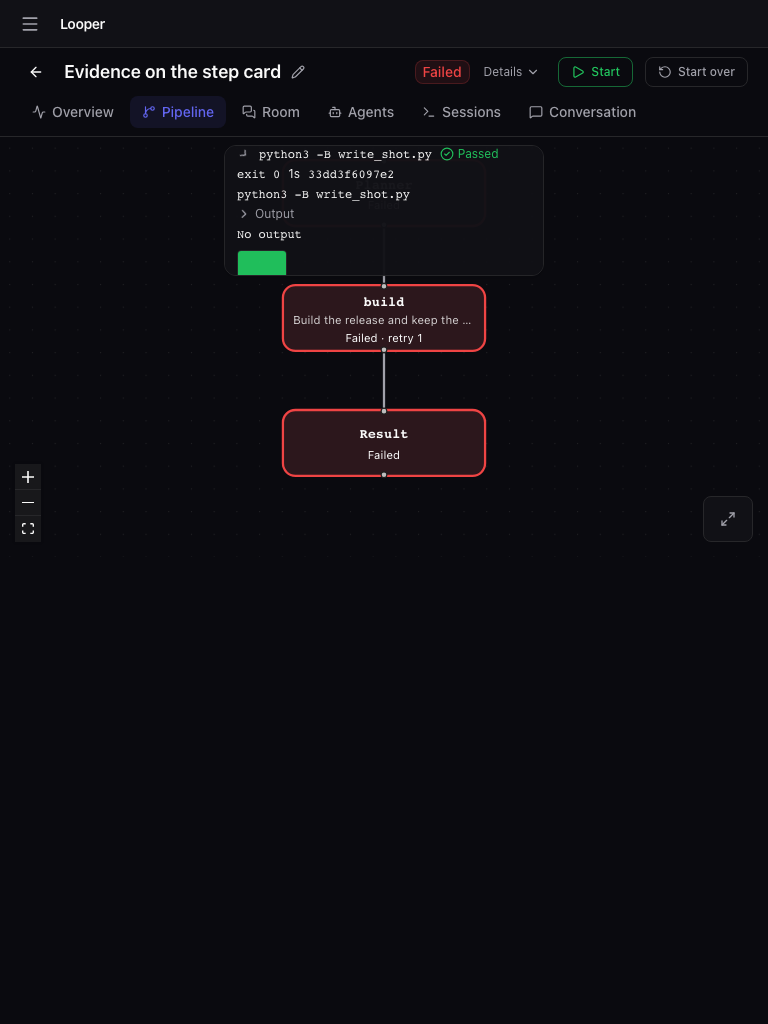 Looper
Evidence on the step card
Failed
Details
Start
Start over
Overview
Pipeline
Room
Agents
Sessions
Conversation
python3 -B write_shot.py Passed
exit 0 1s 33dd3f6097e2
python3 -B write_shot.py
Output
No output
build
Build the release and keep the ...
Failed · retry 1
Result
Failed